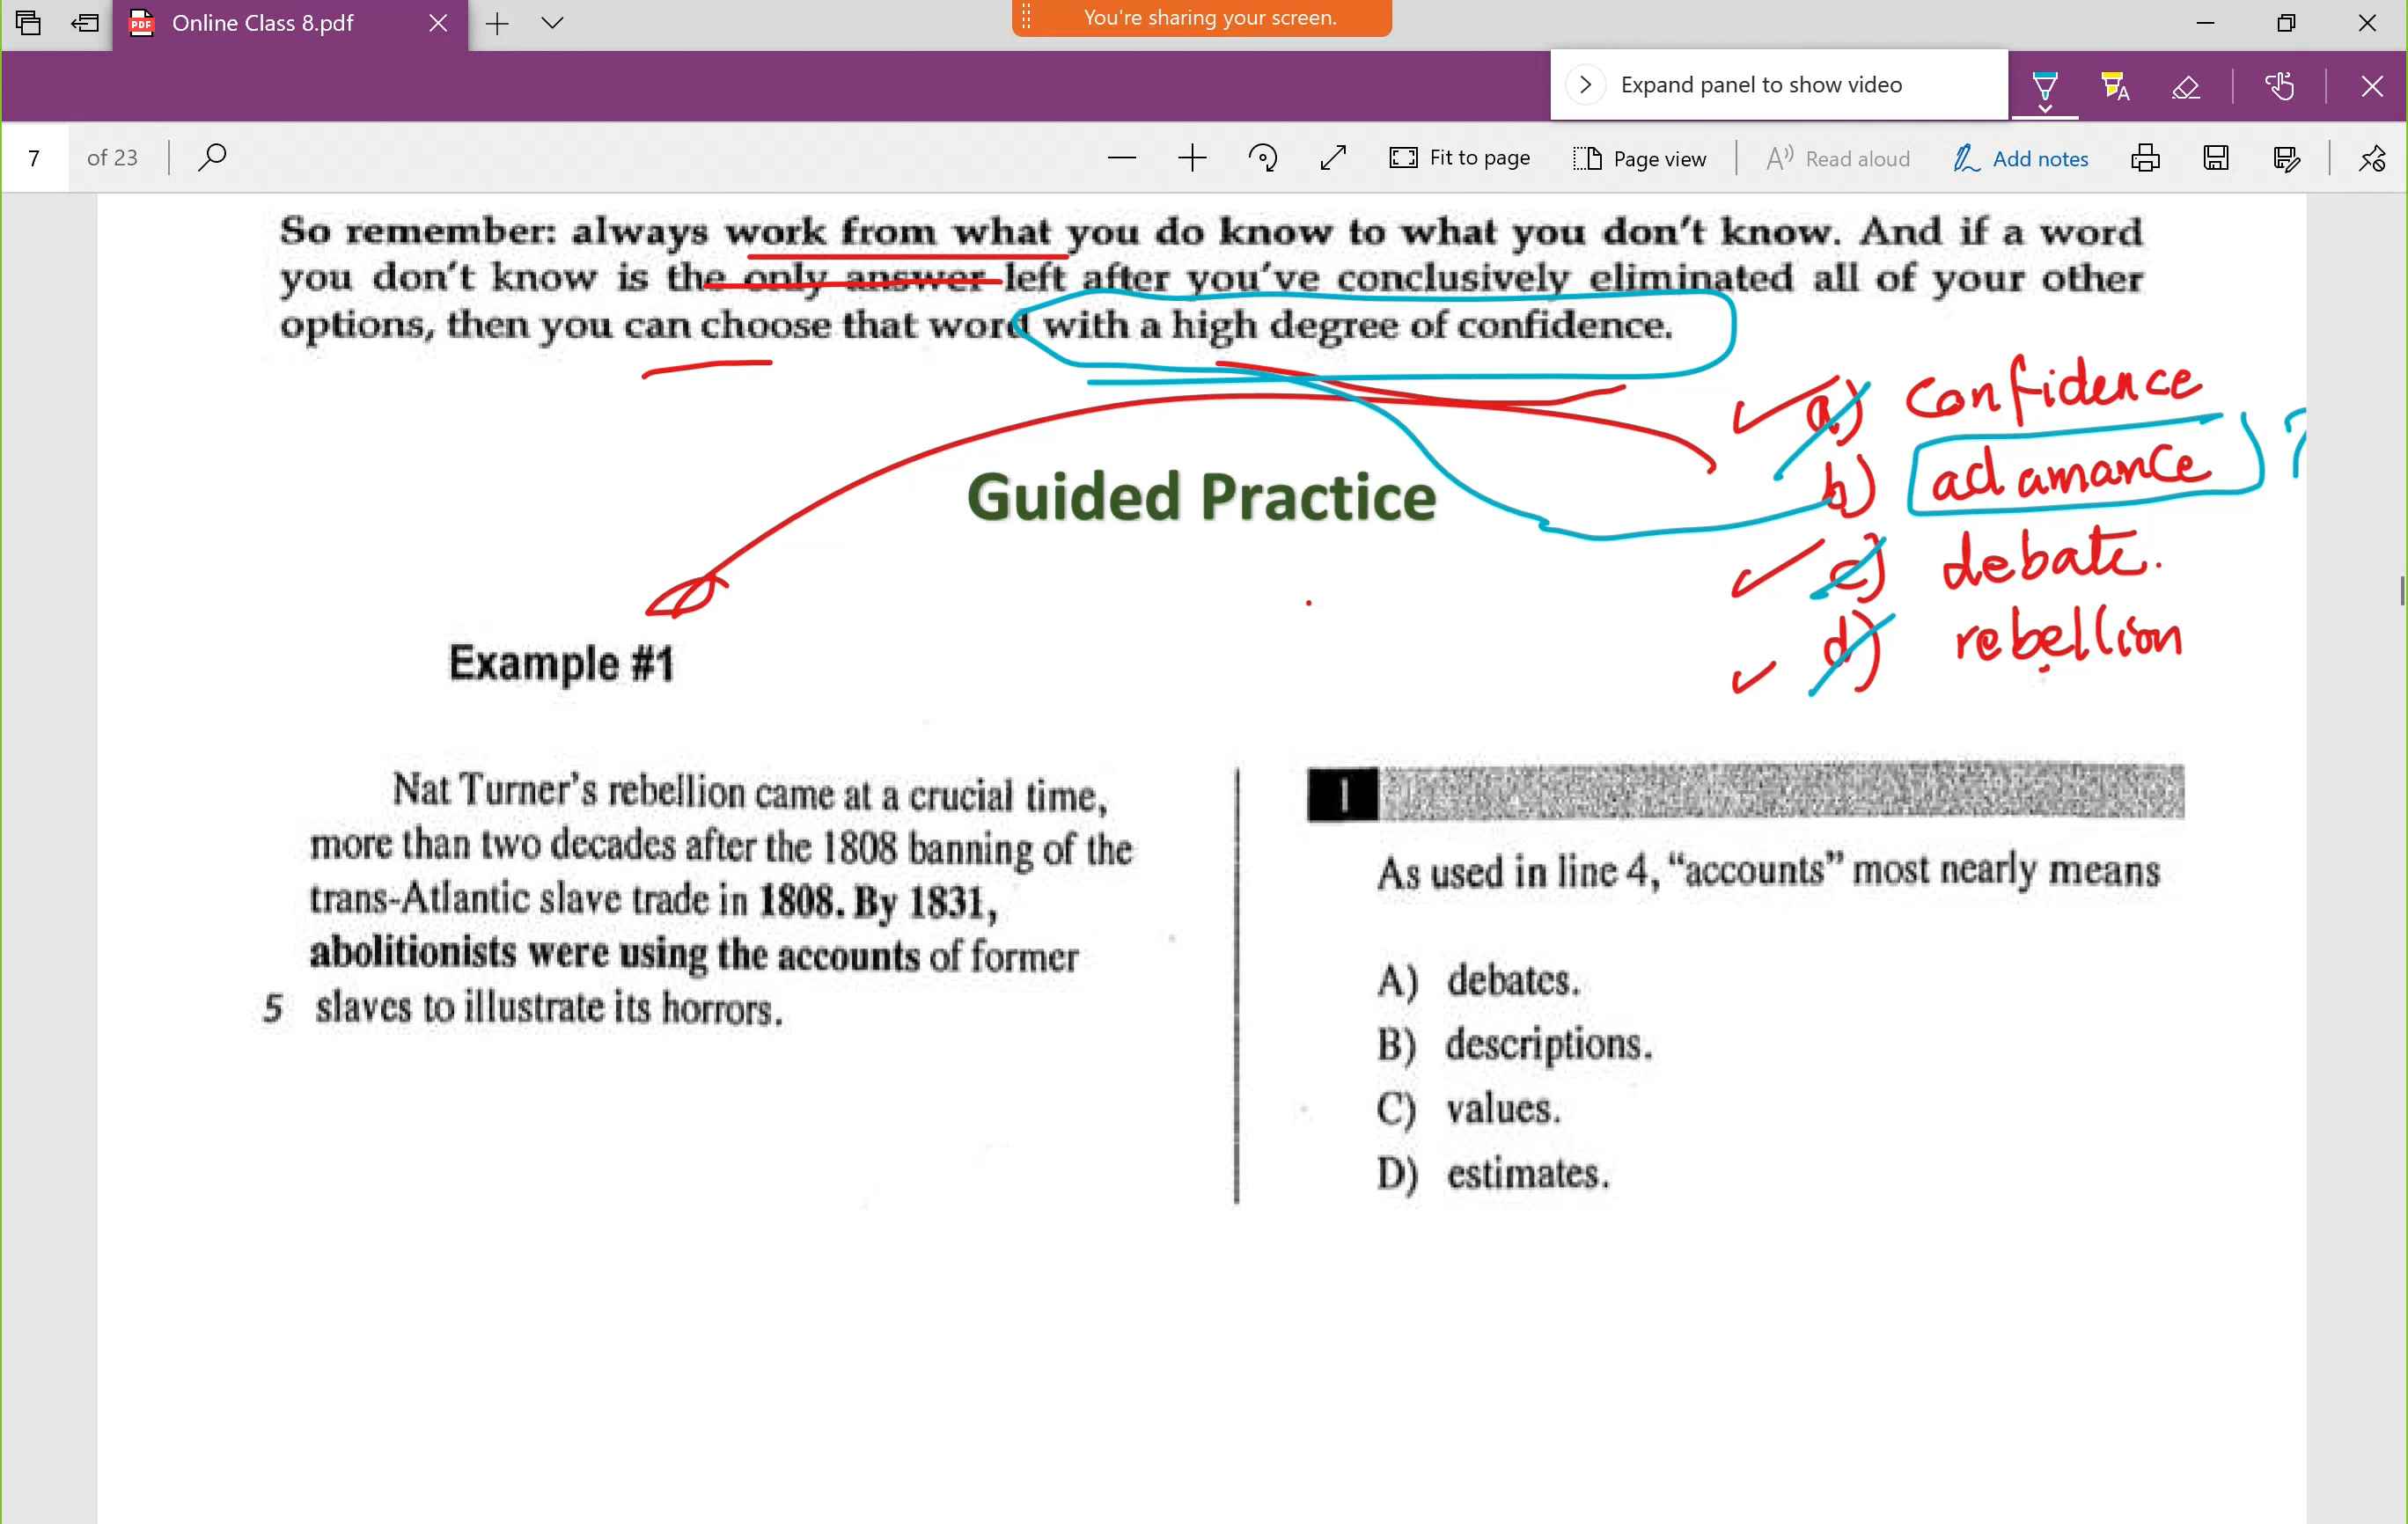 Online Class 8.pdf
You're sharing your screen.
Expand panel to show video
7 of 23
Fit to page
Page view
Read aloud
Add notes
So remember: always work from what you do know to what you don't know. And if a word
you don't know is the only answer left after you've conclusively eliminated all of your other
options, then you can choose that word with a high degree of confidence.
a) confidence
b) adamance ?
c) debate.
d) rebellion
Guided Practice
Example #1
Nat Turner's rebellion came at a crucial time,
more than two decades after the 1808 banning of the
trans-Atlantic slave trade in 1808. By 1831,
abolitionists were using the accounts of former
5 slaves to illustrate its horrors.
1
As used in line 4, "accounts" most nearly means
A) debates.
B) descriptions.
C) values.
D) estimates.